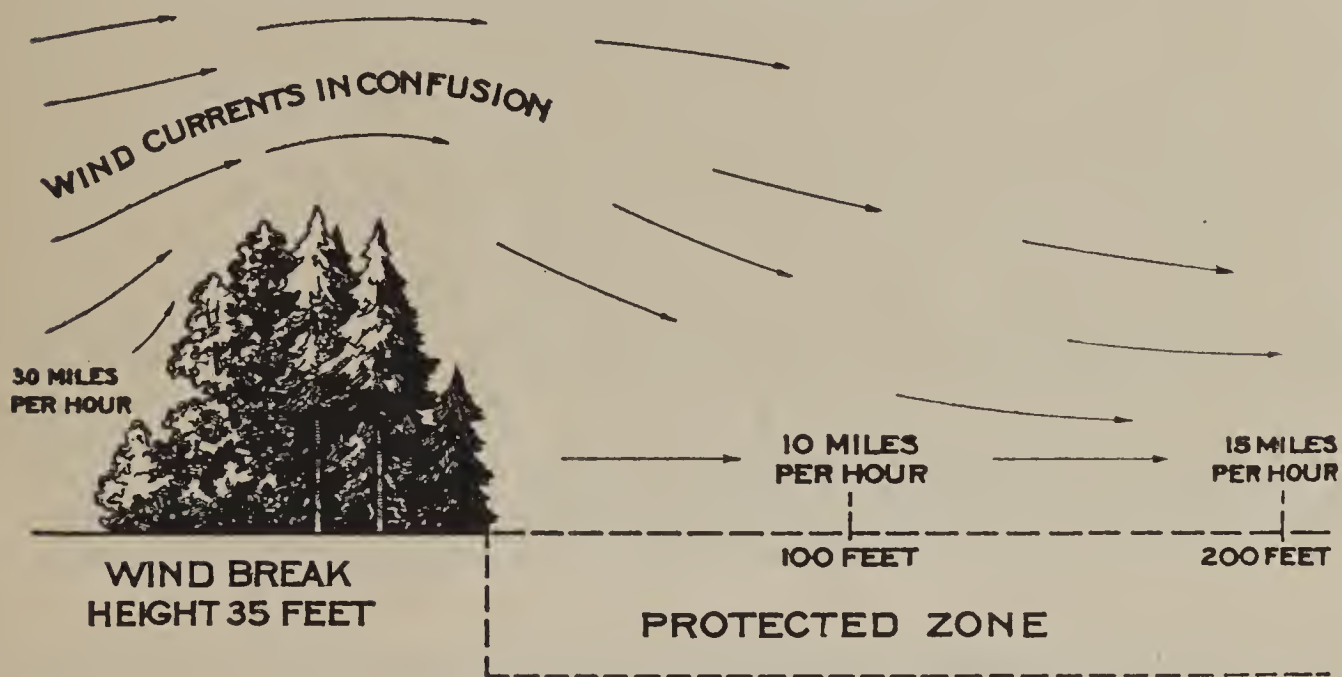 WIND CURRENTS IN CONFUSION
30 MILES
PER HOUR
10 MILES
PER HOUR
15 MILES
PER HOUR
100 FEET
200 FEET
WIND BREAK
HEIGHT 35 FEET
PROTECTED ZONE